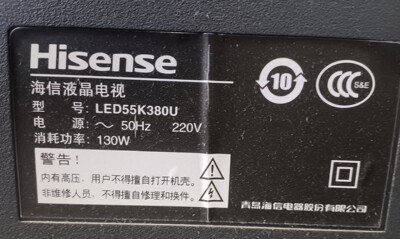 Hisense
海信液晶电视
型 号: LED55K380U
电 源: ～ 50Hz 220V
消耗功率: 130W
10
CCC S&E
警告!
内有高压, 用户不得擅自打开机壳。
非维修人员, 不得擅自修理和换件。
青岛海信电器股份有限公司